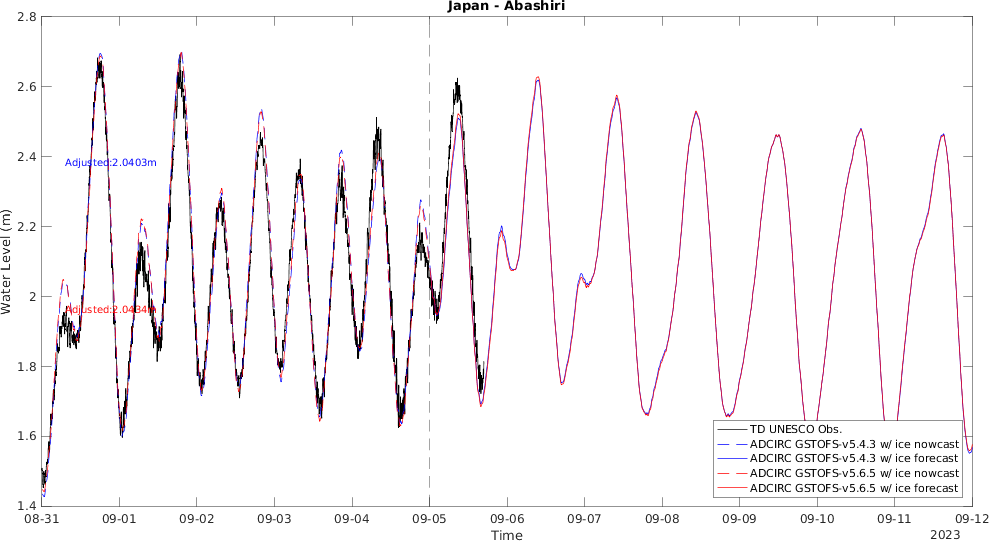 Japan - Abashiri
2.8
2.6
2.4
2.2
2
1.8
1.6
1.4
Water Level (m)
Adjusted:2.0403m
Adjusted:2.0434m
TD UNESCO Obs.
ADCIRC GSTOFS-v5.4.3 w/ ice nowcast
ADCIRC GSTOFS-v5.4.3 w/ ice forecast
ADCIRC GSTOFS-v5.6.5 w/ ice nowcast
ADCIRC GSTOFS-v5.6.5 w/ ice forecast
08-31 09-01 09-02 09-03 09-04 09-05 09-06 09-07 09-08 09-09 09-10 09-11 09-12
Time
2023